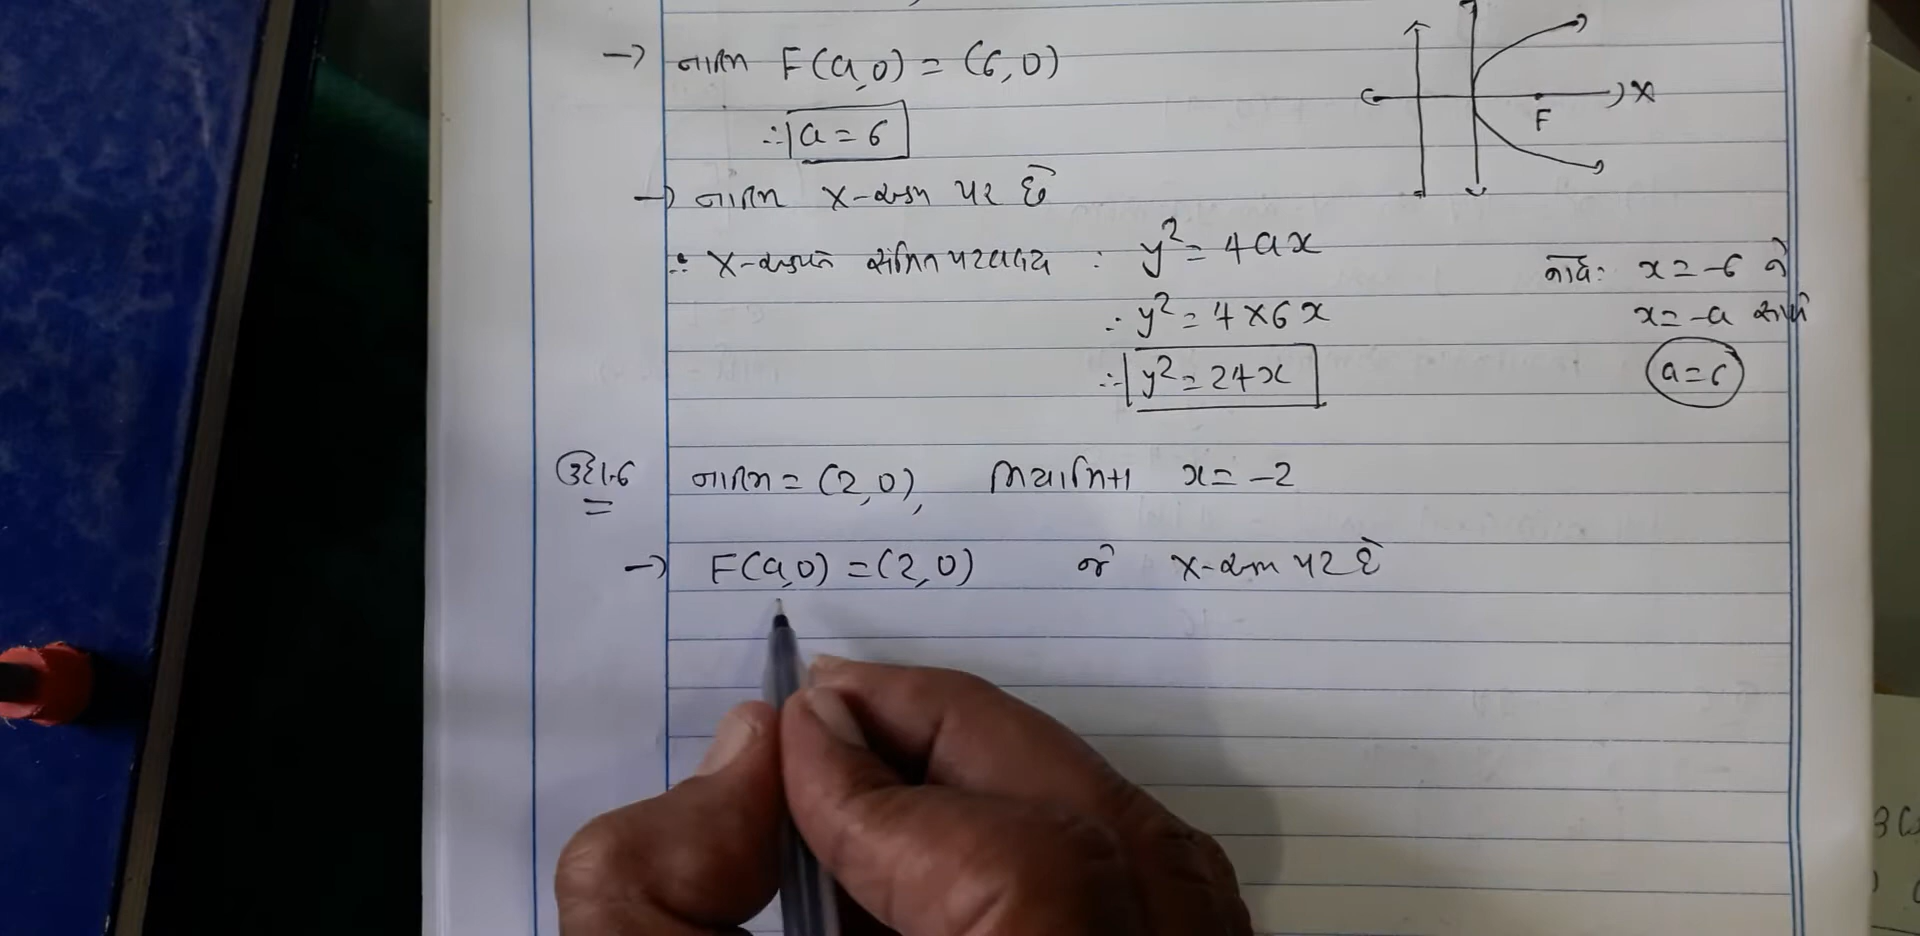 → નાભિ F(a,0) = (6,0)
∴ a = 6
→ નાભિ x-અક્ષ પર છે
∴ x-અક્ષને સંમિત પરવલય : y² = 4ax
∴ y² = 4×6x
∴ y² = 24x
X
F
નોંધ: x = -6 ને
x = -a સાથે
a = 6
ઉદા.6 નાભિ = (2,0), નિયામિકા x = -2
→ F(a,0) = (2,0) જે x-અક્ષ પર છે